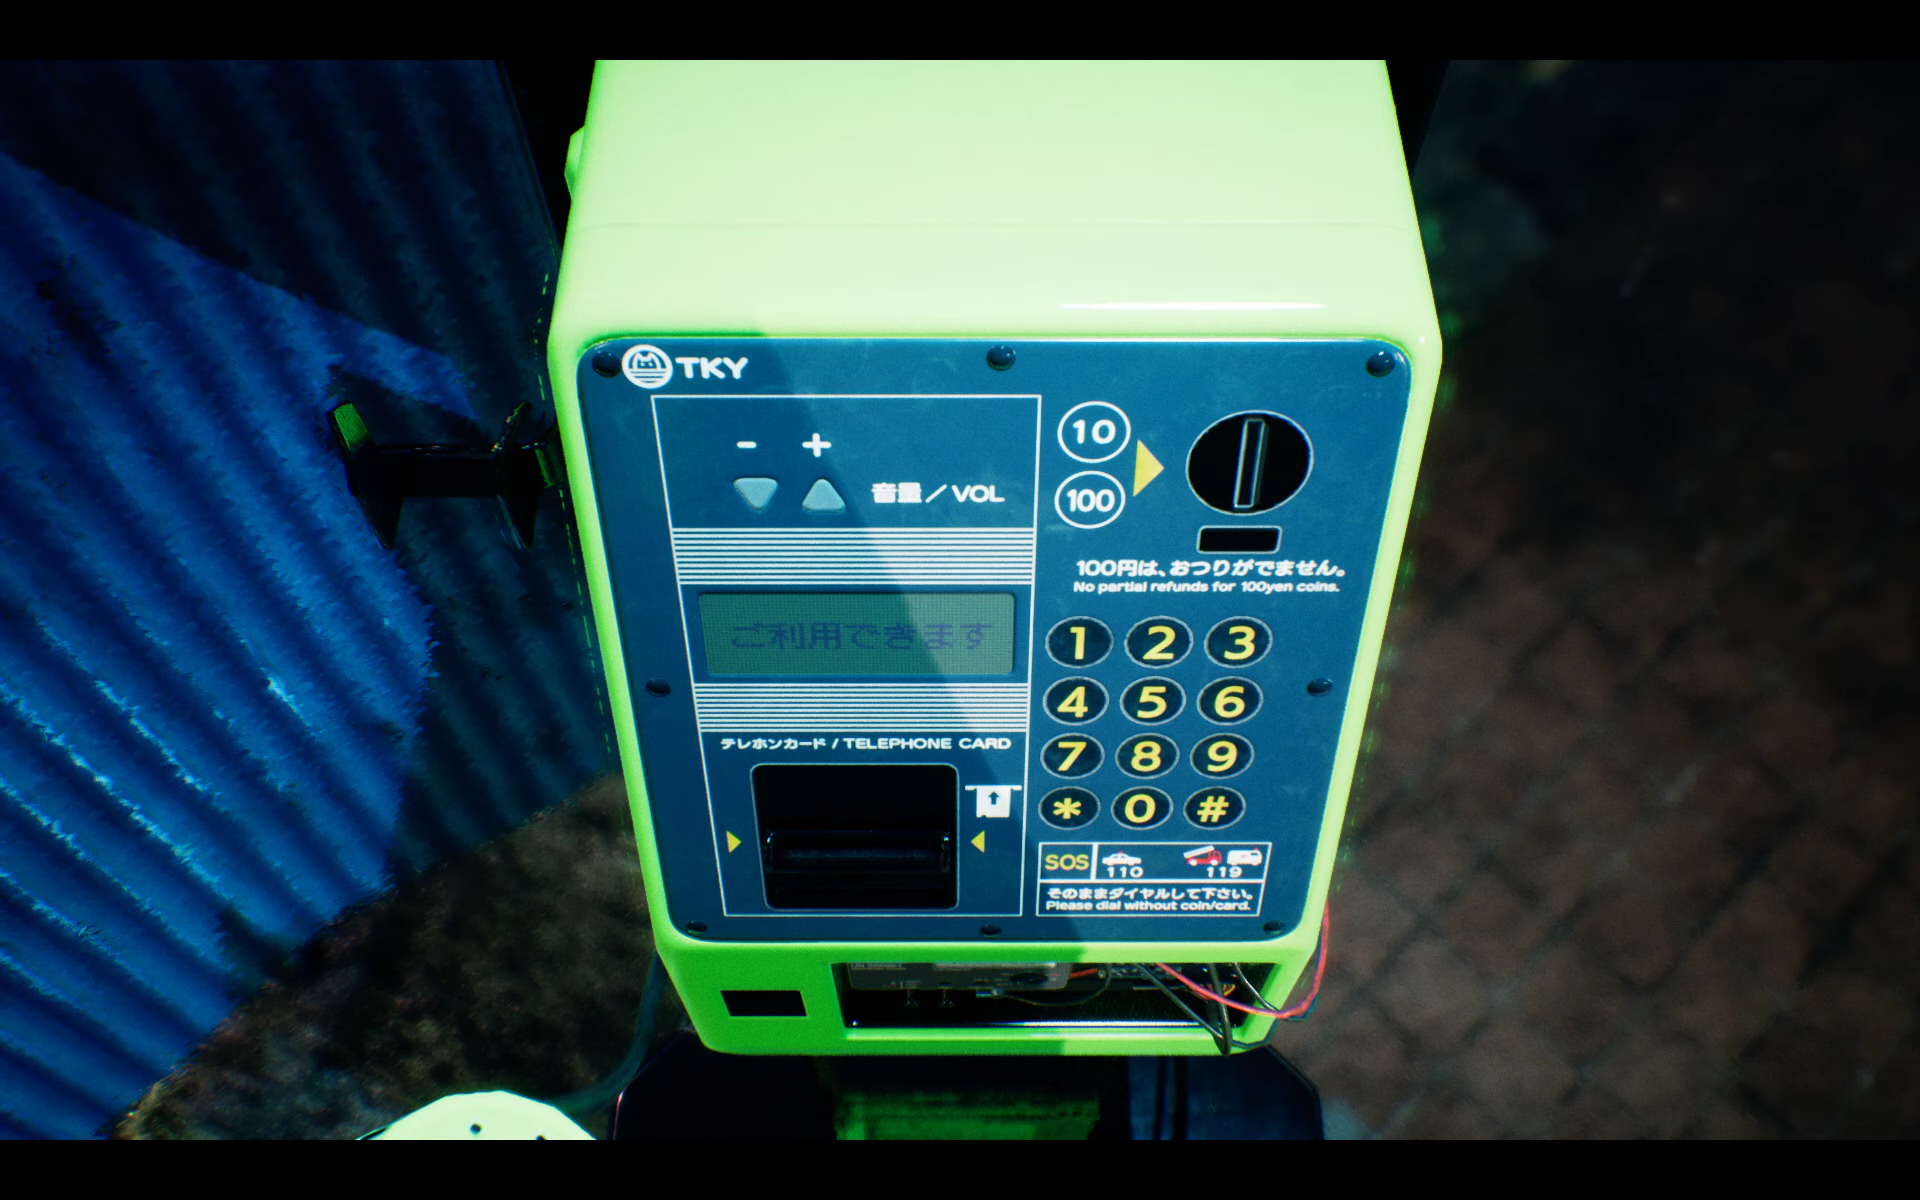 TKY
- +
音量／VOL
10
100
100円は、おつりがでません。
No partial refunds for 100yen coins.
ご利用できます
テレホンカード / TELEPHONE CARD
1 2 3
4 5 6
7 8 9
* 0 #
SOS 110 119
そのままダイヤルして下さい。
Please dial without coin/card.